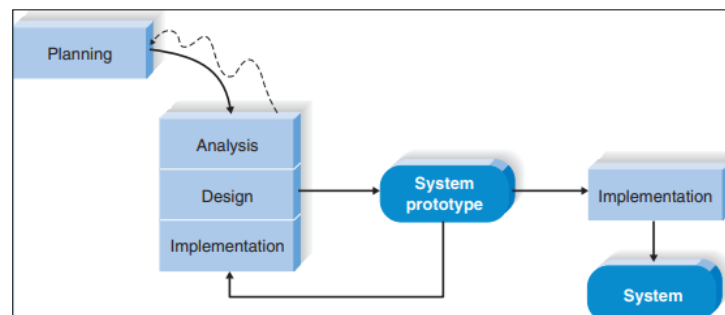 Planning
Analysis
Design
Implementation
System
prototype
Implementation
System